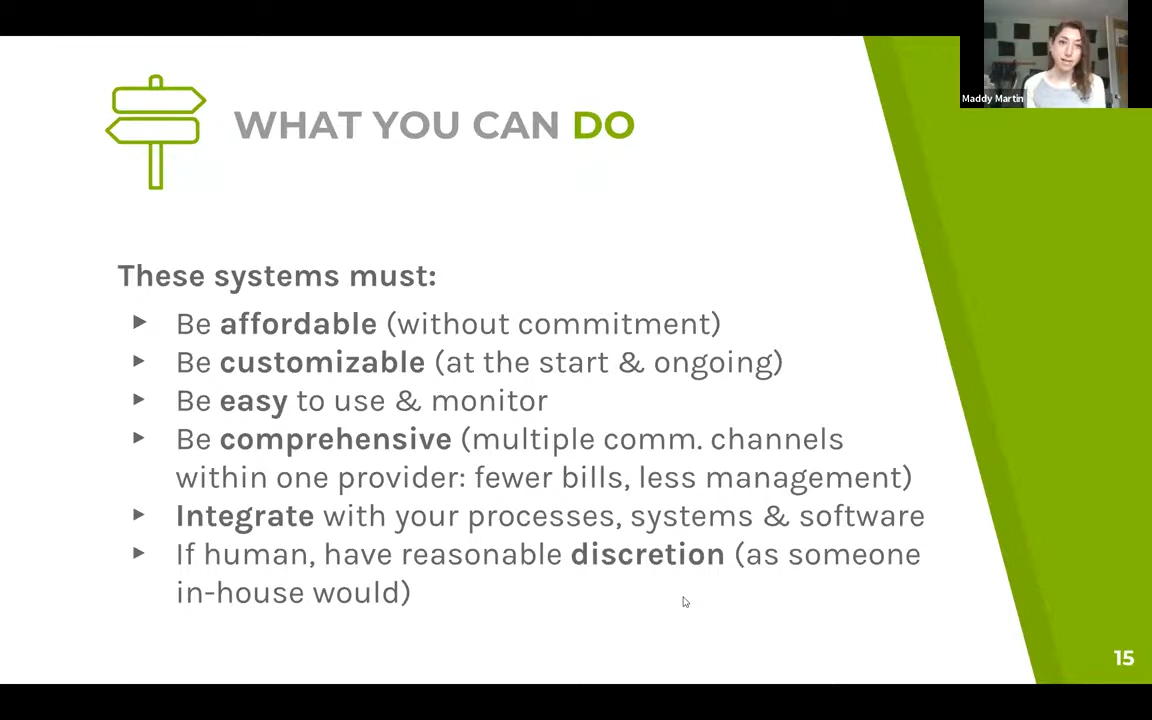 Maddy Martin
WHAT YOU CAN DO
These systems must:
Be affordable (without commitment)
Be customizable (at the start & ongoing)
Be easy to use & monitor
Be comprehensive (multiple comm. channels
within one provider: fewer bills, less management)
Integrate with your processes, systems & software
If human, have reasonable discretion (as someone
in-house would)
15